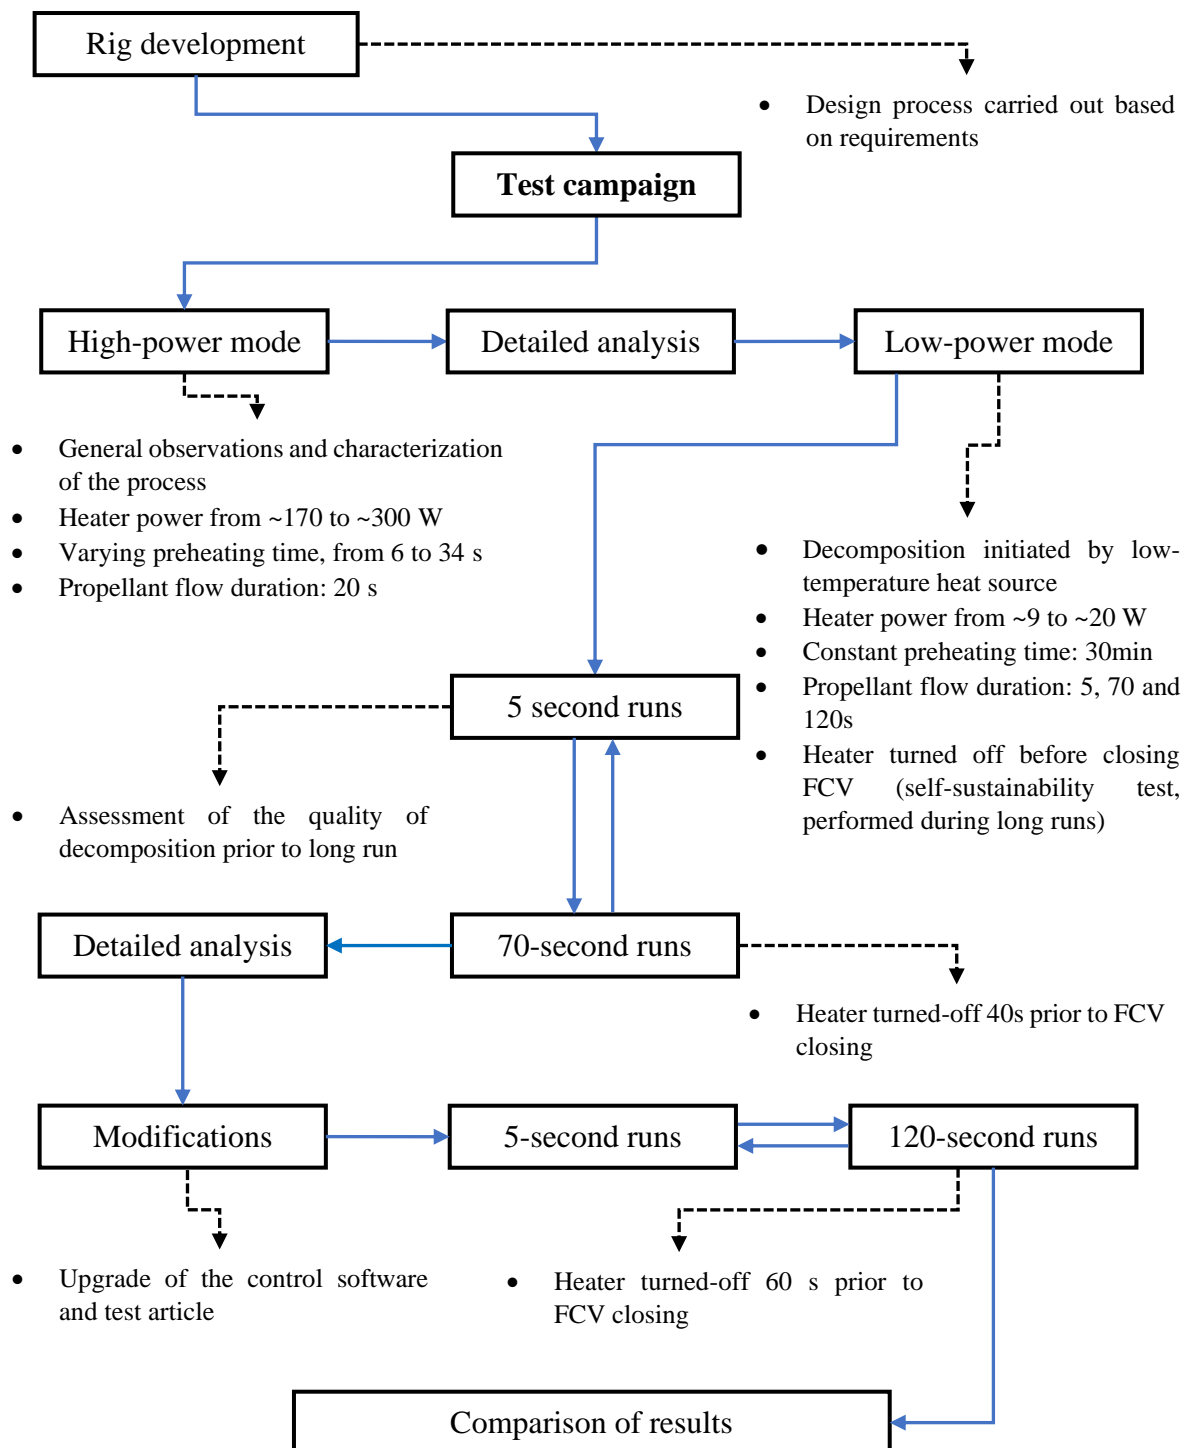 Rig development
• Design process carried out based
on requirements
Test campaign
High-power mode
Detailed analysis
Low-power mode
• General observations and characterization
of the process
• Heater power from ~170 to ~300 W
• Varying preheating time, from 6 to 34 s
• Propellant flow duration: 20 s
• Decomposition initiated by low-
temperature heat source
• Heater power from ~9 to ~20 W
• Constant preheating time: 30min
• Propellant flow duration: 5, 70 and
120s
• Heater turned off before closing
FCV (self-sustainability test,
performed during long runs)
5 second runs
• Assessment of the quality of
decomposition prior to long run
Detailed analysis
70-second runs
• Heater turned-off 40s prior to FCV
closing
Modifications
5-second runs
120-second runs
• Upgrade of the control software
and test article
• Heater turned-off 60 s prior to
FCV closing
Comparison of results